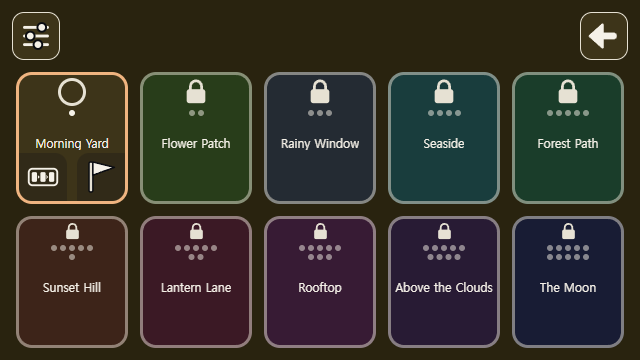 Morning Yard
Flower Patch
Rainy Window
Seaside
Forest Path
Sunset Hill
Lantern Lane
Rooftop
Above the Clouds
The Moon